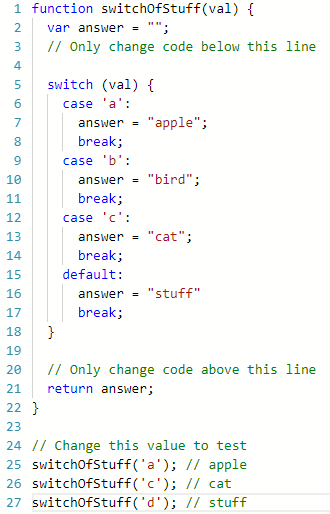 1 function switchOfStuff(val) {
2   var answer = "";
3   // Only change code below this line
4
5   switch (val) {
6     case 'a':
7       answer = "apple";
8       break;
9     case 'b':
10       answer = "bird";
11       break;
12     case 'c':
13       answer = "cat";
14       break;
15     default:
16       answer = "stuff"
17       break;
18   }
19
20   // Only change code above this line
21   return answer;
22 }
23
24 // Change this value to test
25 switchOfStuff('a'); // apple
26 switchOfStuff('c'); // cat
27 switchOfStuff('d'); // stuff